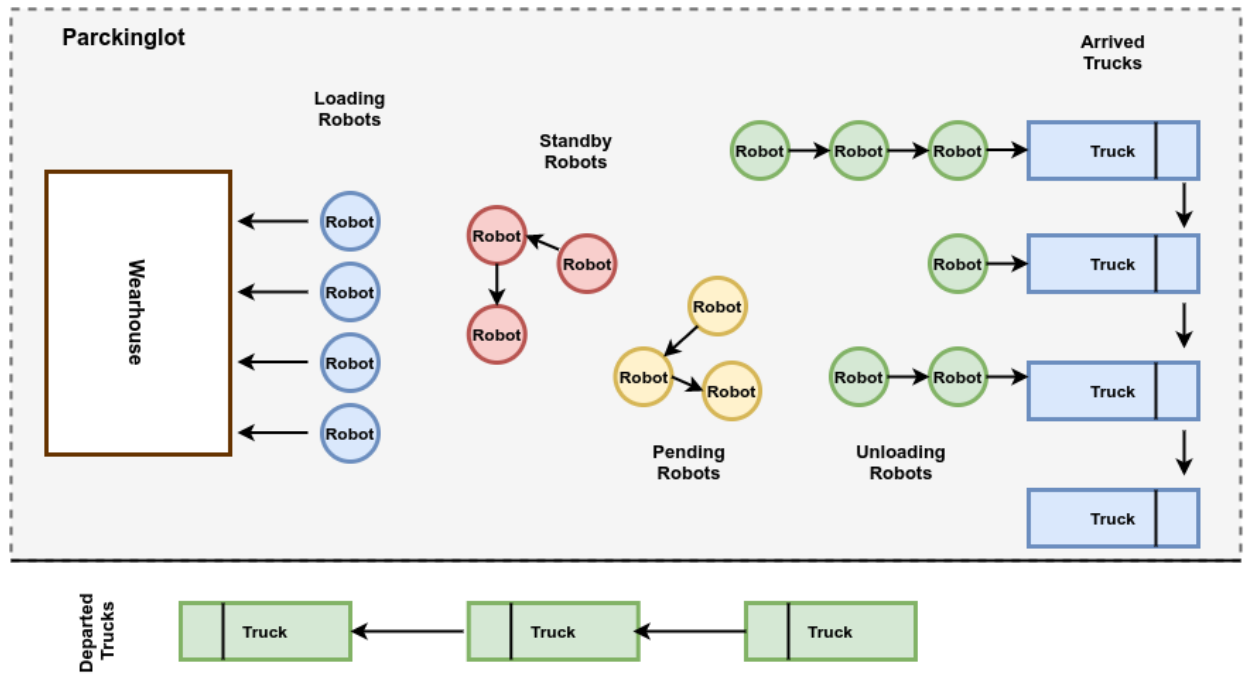 Parckinglot
Arrived
Trucks
Loading
Robots
Standby
Robots
Robot
Robot
Robot
Truck
Robot
Robot
Robot
Robot
Truck
Robot
Robot
Robot
Robot
Wearhouse
Robot
Robot
Robot
Robot
Robot
Truck
Robot
Pending
Robots
Unloading
Robots
Truck
Departed
Trucks
Truck
Truck
Truck